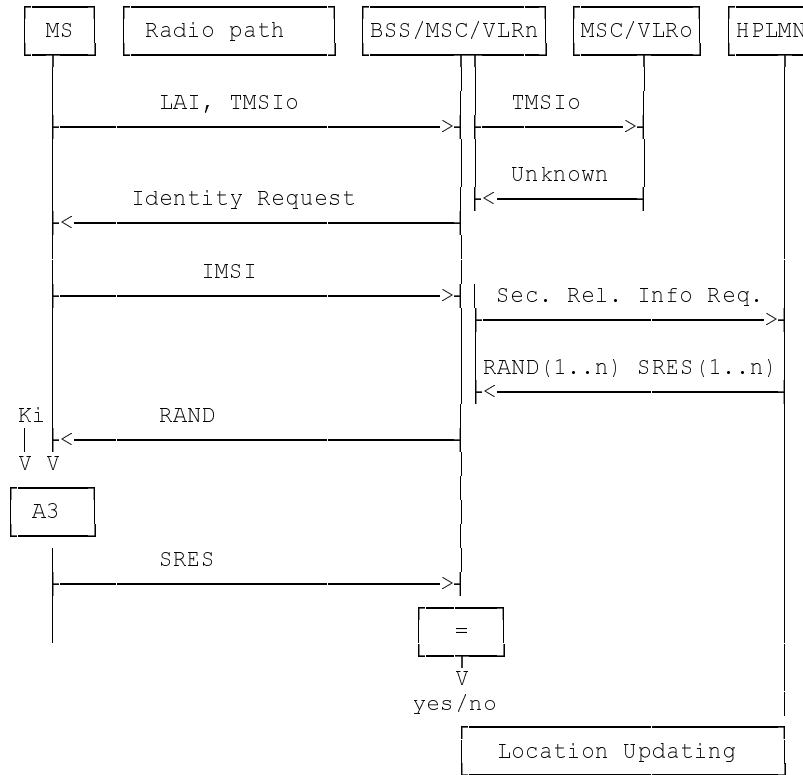 MS Radio path BSS/MSC/VLRn MSC/VLRo HPLMN
LAI, TMSIo TMSIo
Unknown
Identity Request
IMSI
Sec. Rel. Info Req.
RAND(1..n) SRES(1..n)
Ki RAND
V V
A3
SRES
=
V
yes/no
Location Updating